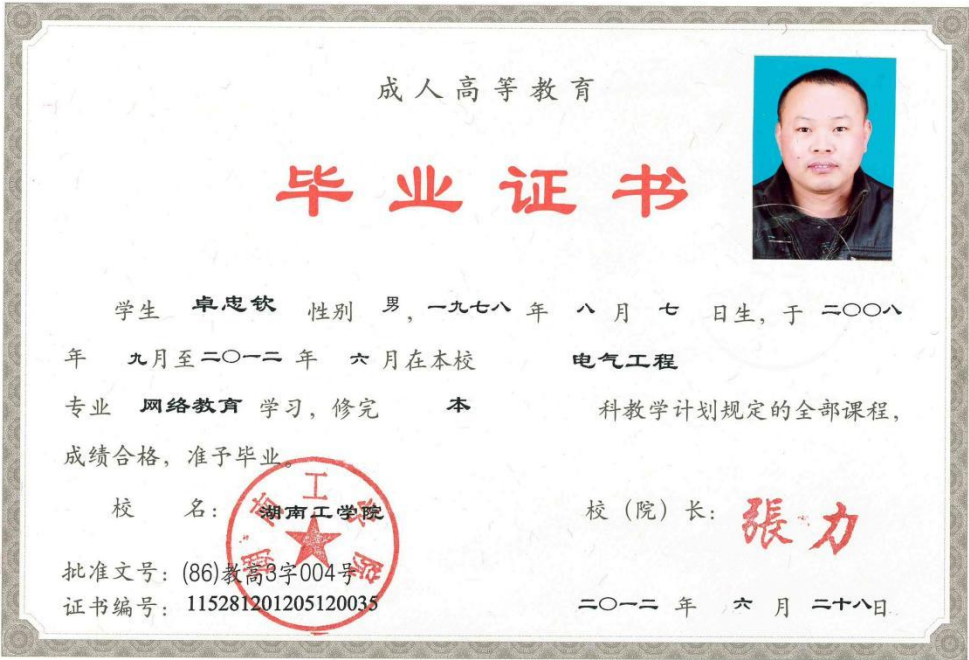 成人高等教育
毕业证书
学生 卓忠钦 性别 男,一九七八 年 八 月 七 日生,于 二〇〇八
年 九月至二〇一二 年 六 月在本校 电气工程
专业 网络教育 学习,修完 本 科教学计划规定的全部课程,
成绩合格,准予毕业。
校 名: 湖南工学院 校(院)长: 張力
湖南工学院
批准文号:(86)教高3字004号
证书编号:115281201205120035 二〇一二 年 六 月 二十八日